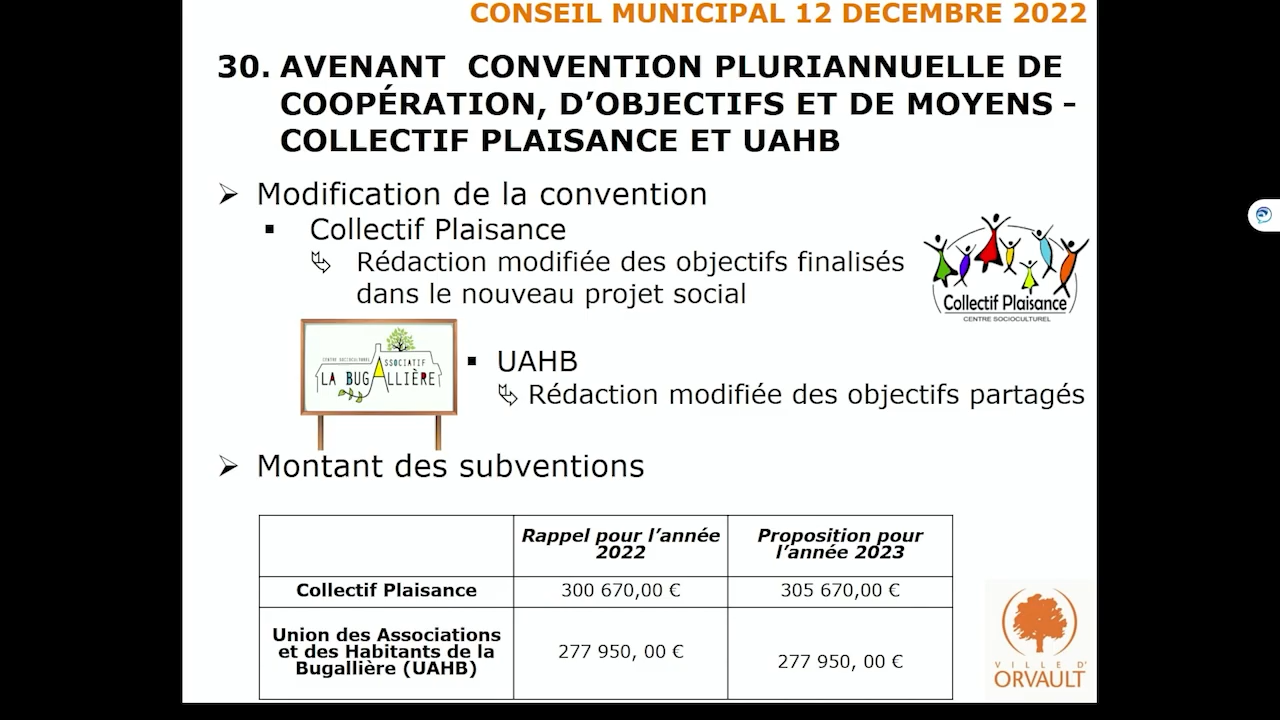 CONSEIL MUNICIPAL 12 DECEMBRE 2022
30. AVENANT CONVENTION PLURIANNUELLE DE
COOPÉRATION, D’OBJECTIFS ET DE MOYENS -
COLLECTIF PLAISANCE ET UAHB
Modification de la convention
Collectif Plaisance
Rédaction modifiée des objectifs finalisés
dans le nouveau projet social
Collectif Plaisance
CENTRE SOCIOCULTUREL
CENTRE SOCIOCULTUREL ASSOCIATIF
LA BUGALLIÈRE
UAHB
Rédaction modifiée des objectifs partagés
Montant des subventions
Rappel pour l’année
2022
Proposition pour
l’année 2023
Collectif Plaisance
300 670,00 €
305 670,00 €
Union des Associations
et des Habitants de la
Bugallière (UAHB)
277 950, 00 €
277 950, 00 €
VILLE D'
ORVAULT